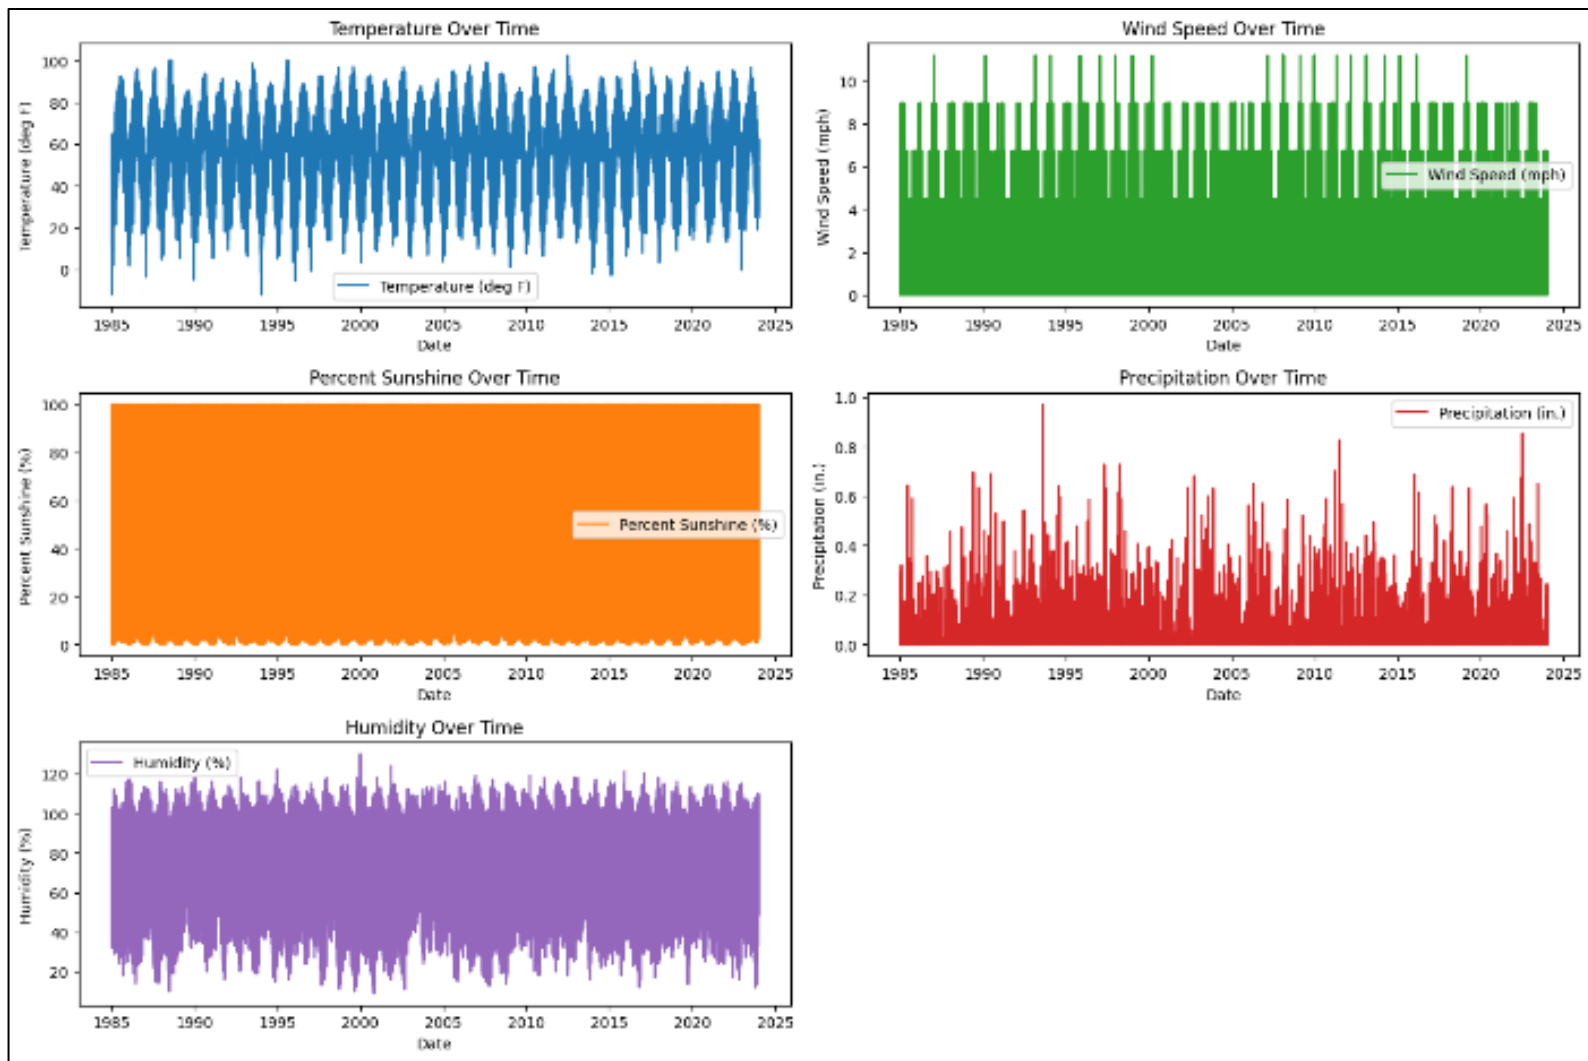 Temperature Over Time
Temperature (deg F)
100
80
60
40
20
0
Temperature (deg F)
1985 1990 1995 2000 2005 2010 2015 2020 2025
Date
Wind Speed Over Time
Wind Speed (mph)
10
8
6
4
2
0
Wind Speed (mph)
1985 1990 1995 2000 2005 2010 2015 2020 2025
Date
Percent Sunshine Over Time
Percent Sunshine (%)
100
80
60
40
20
0
Percent Sunshine (%)
1985 1990 1995 2000 2005 2010 2015 2020 2025
Date
Precipitation Over Time
Precipitation (in.)
1.0
0.8
0.6
0.4
0.2
0.0
Precipitation (in.)
1985 1990 1995 2000 2005 2010 2015 2020 2025
Date
Humidity Over Time
Humidity (%)
120
100
80
60
40
20
Humidity (%)
1985 1990 1995 2000 2005 2010 2015 2020 2025
Date